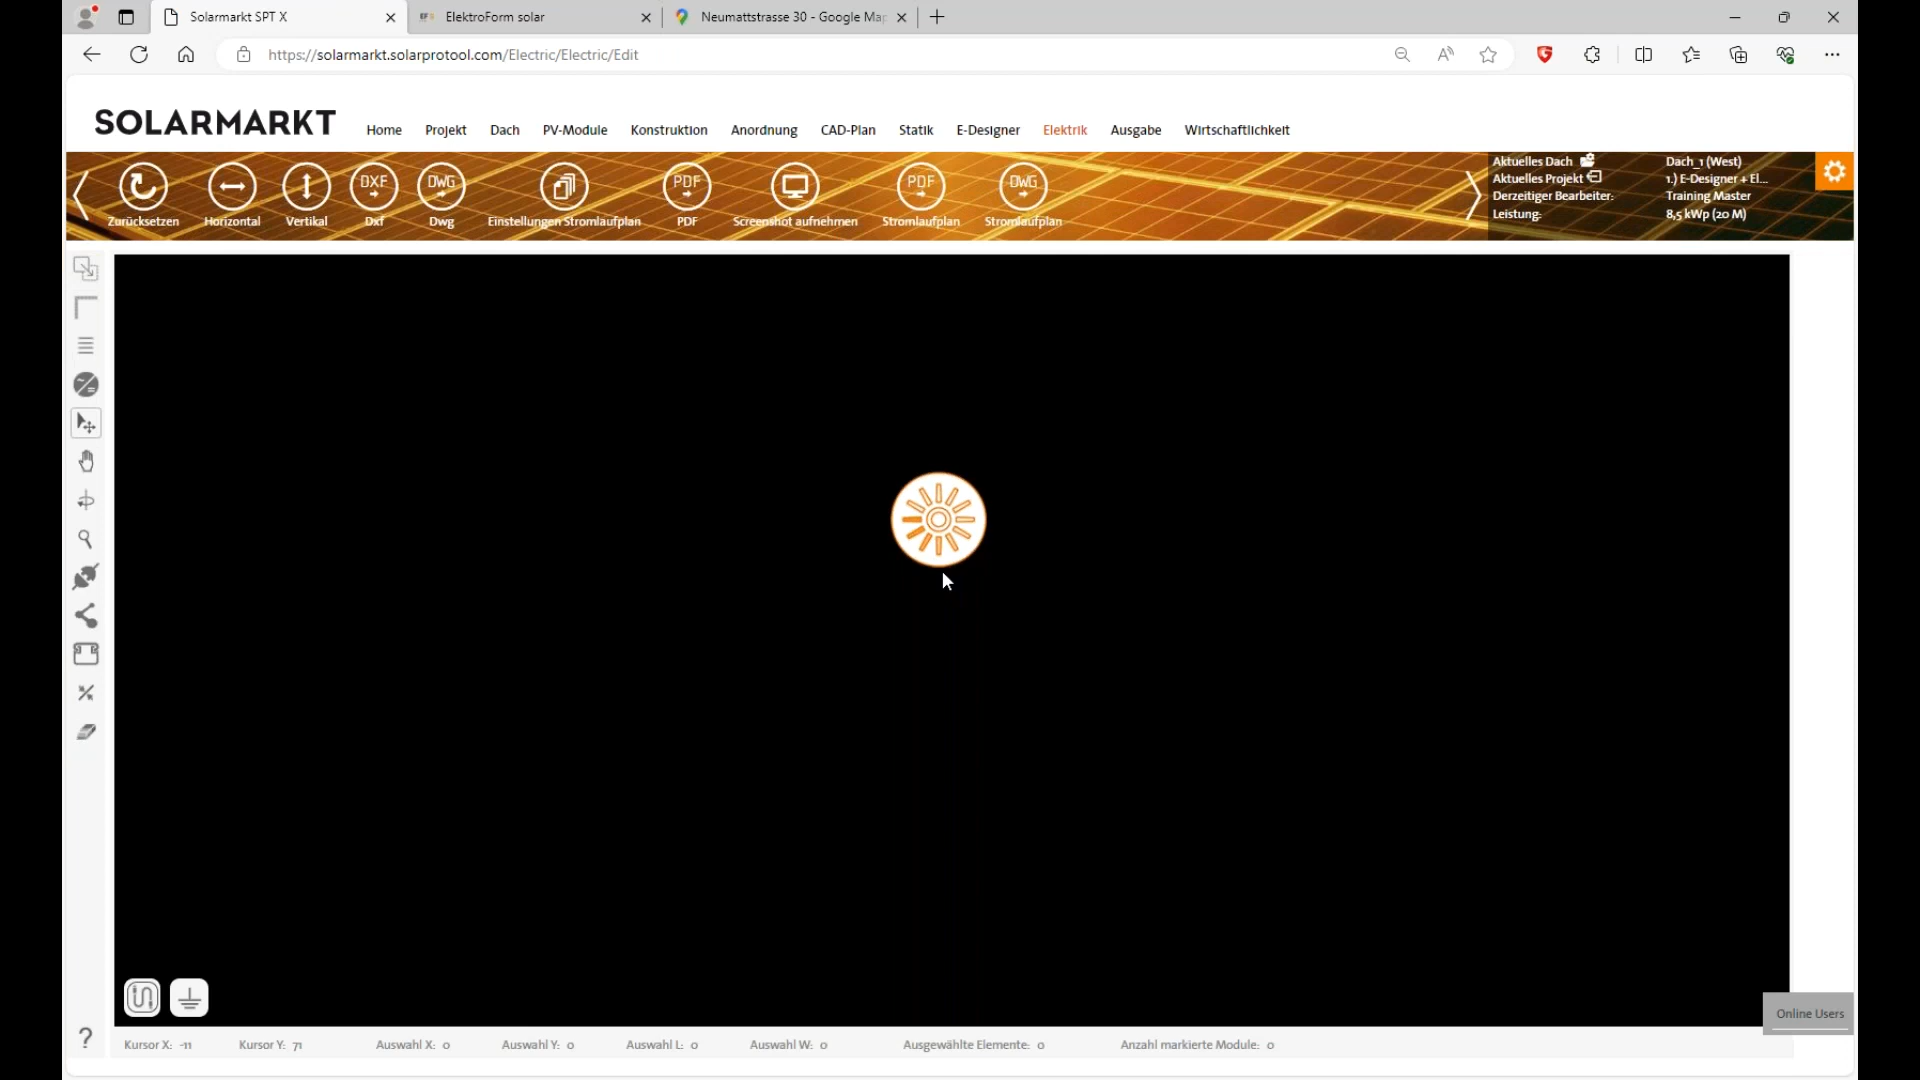 Solarmarkt SPT X
ElektroForm solar
Neumattstrasse 30 - Google Map
https://solarmarkt.solarprotool.com/Electric/Electric/Edit
SOLARMARKT
Home Projekt Dach PV-Module Konstruktion Anordnung CAD-Plan Statik E-Designer Elektrik Ausgabe Wirtschaftlichkeit
DXF DWG PDF PDF DWG
Zurücksetzen Horizontal Vertikal Dxf Dwg Einstellungen Stromlaufplan PDF Screenshot aufnehmen Stromlaufplan Stromlaufplan
Aktuelles Dach Dach_1 (West)
Aktuelles Projekt 1.) E-Designer + El...
Derzeitiger Bearbeiter: Training Master
Leistung: 8,5 kWp (20 M)
Online Users
?
Kursor X: -11 Kursor Y: 71 Auswahl X: 0 Auswahl Y: 0 Auswahl L: 0 Auswahl W: 0 Ausgewählte Elemente: 0 Anzahl markierte Module: 0